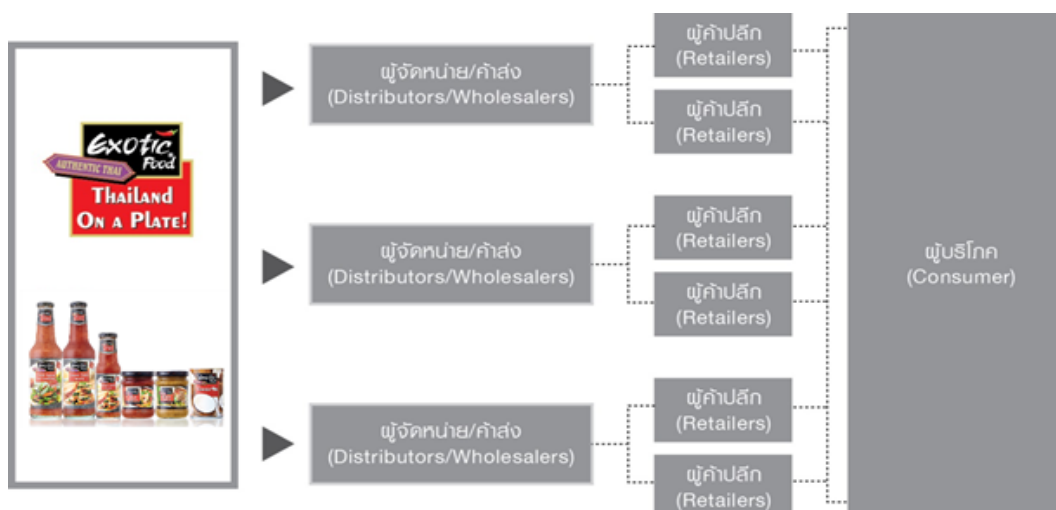 Exotic
Food
AUTHENTIC THAI
THAILAND
ON A PLATE!
ผู้จัดหน่าย/ค้าส่ง
(Distributors/Wholesalers)
ผู้ค้าปลีก
(Retailers)
ผู้ค้าปลีก
(Retailers)
ผู้จัดหน่าย/ค้าส่ง
(Distributors/Wholesalers)
ผู้ค้าปลีก
(Retailers)
ผู้ค้าปลีก
(Retailers)
ผู้จัดหน่าย/ค้าส่ง
(Distributors/Wholesalers)
ผู้ค้าปลีก
(Retailers)
ผู้ค้าปลีก
(Retailers)
ผู้บริโภค
(Consumer)